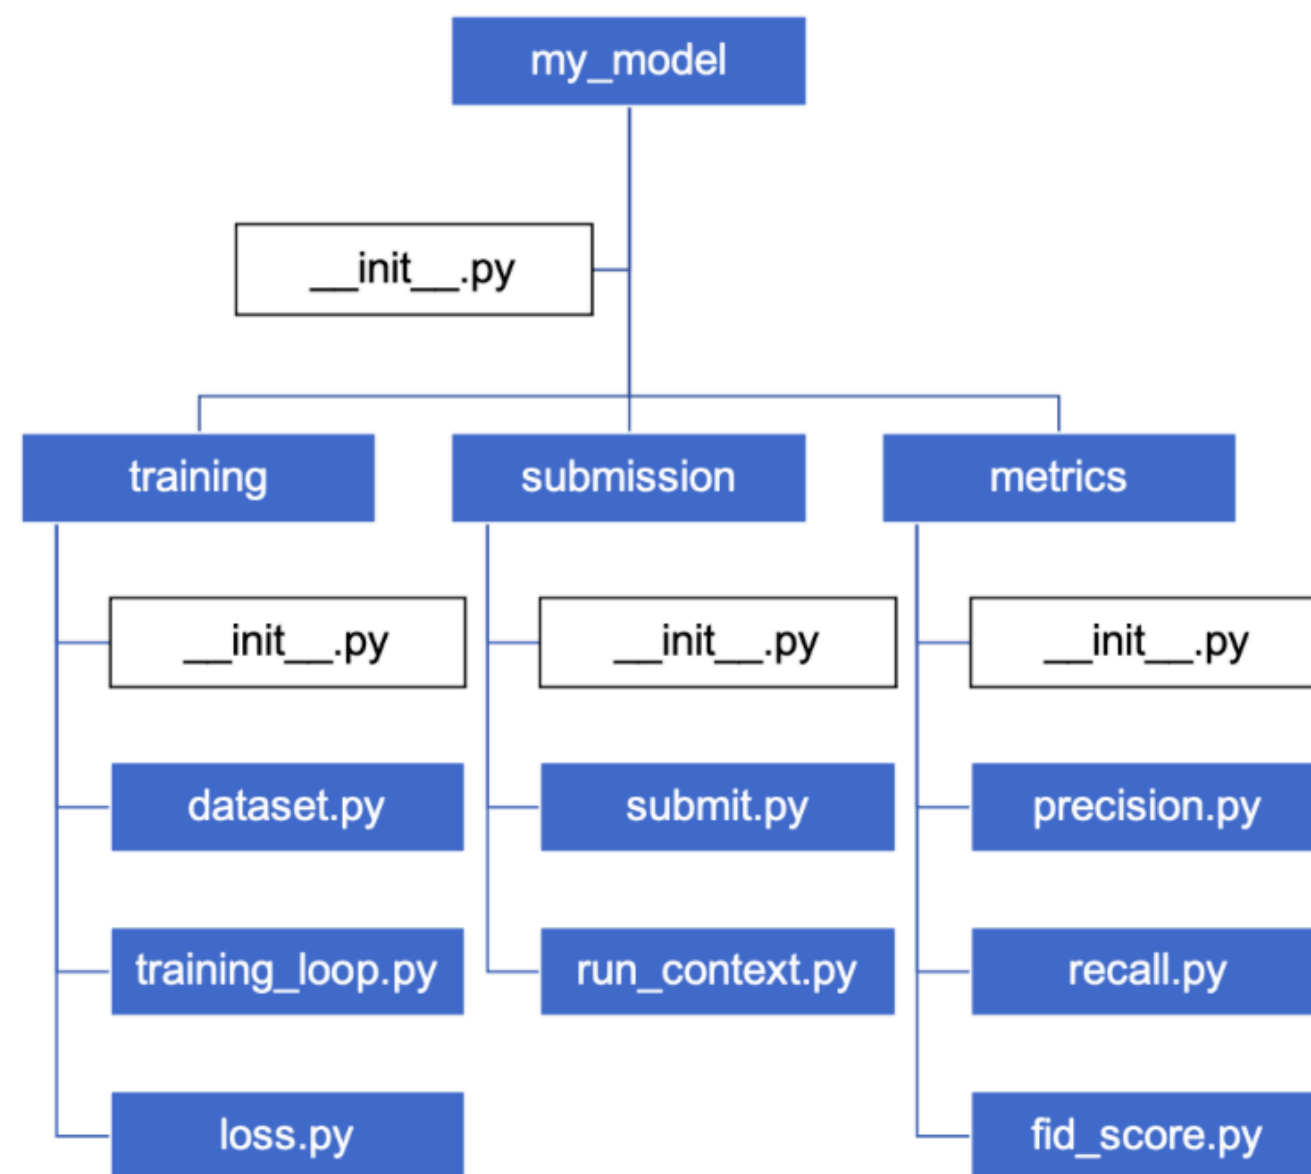 my_model
__init__.py
training
submission
metrics
__init__.py
__init__.py
__init__.py
dataset.py
submit.py
precision.py
training_loop.py
run_context.py
recall.py
loss.py
fid_score.py